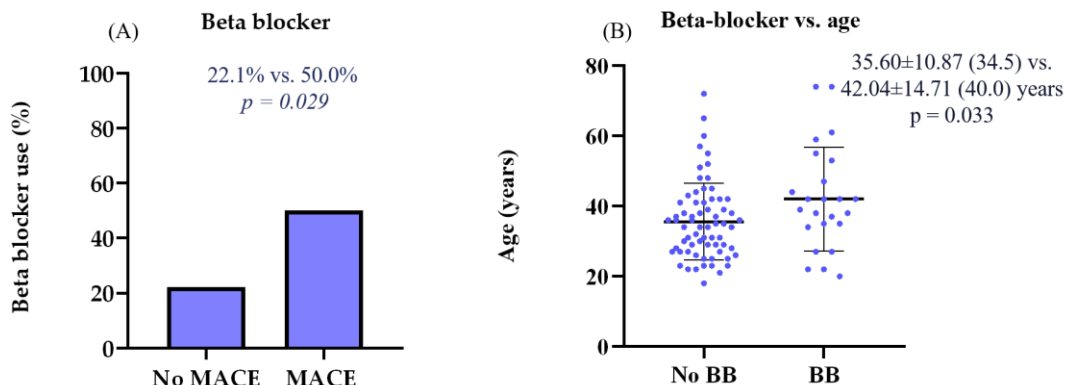 (A)
Beta blocker
22.1% vs. 50.0%
p = 0.029
Beta blocker use (%)
100
80
60
40
20
0
No MACE
MACE
(B)
Beta-blocker vs. age
35.60±10.87 (34.5) vs.
42.04±14.71 (40.0) years
p = 0.033
Age (years)
80
60
40
20
0
No BB
BB